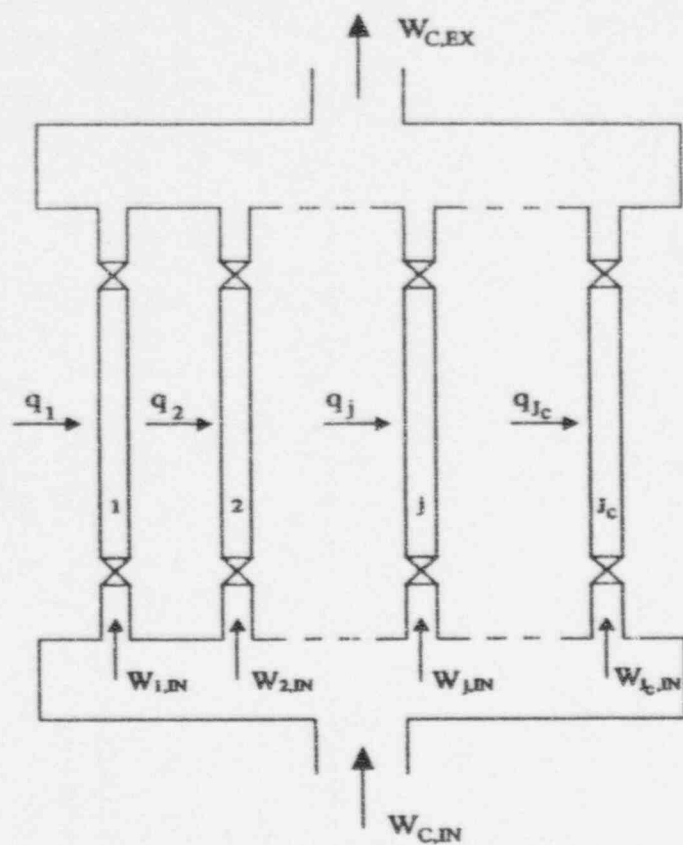 W_C,EX
q_1 q_2 q_j q_Jc
1 2 j J_c
W_1,IN W_2,IN W_j,IN W_Jc,IN
W_C,IN